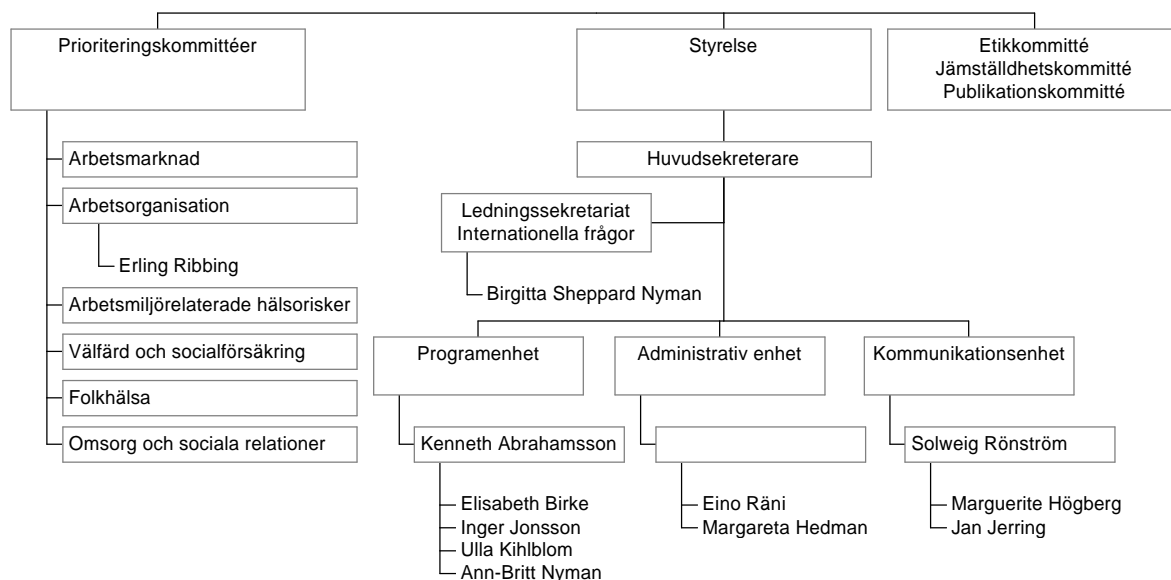 Prioriteringskommittéer
Styrelse
Etikkommitté
Jämställdhetskommitté
Publikationskommitté
Arbetsmarknad
Arbetsorganisation
Erling Ribbing
Arbetsmiljörelaterade hälsorisker
Välfärd och socialförsäkring
Folkhälsa
Omsorg och sociala relationer
Huvudsekreterare
Ledningssekretariat
Internationella frågor
Birgitta Sheppard Nyman
Programenhet
Kenneth Abrahamsson
Elisabeth Birke
Inger Jonsson
Ulla Kihlblom
Ann-Britt Nyman
Administrativ enhet
Eino Räni
Margareta Hedman
Kommunikationsenhet
Solweig Rönström
Marguerite Högberg
Jan Jerring